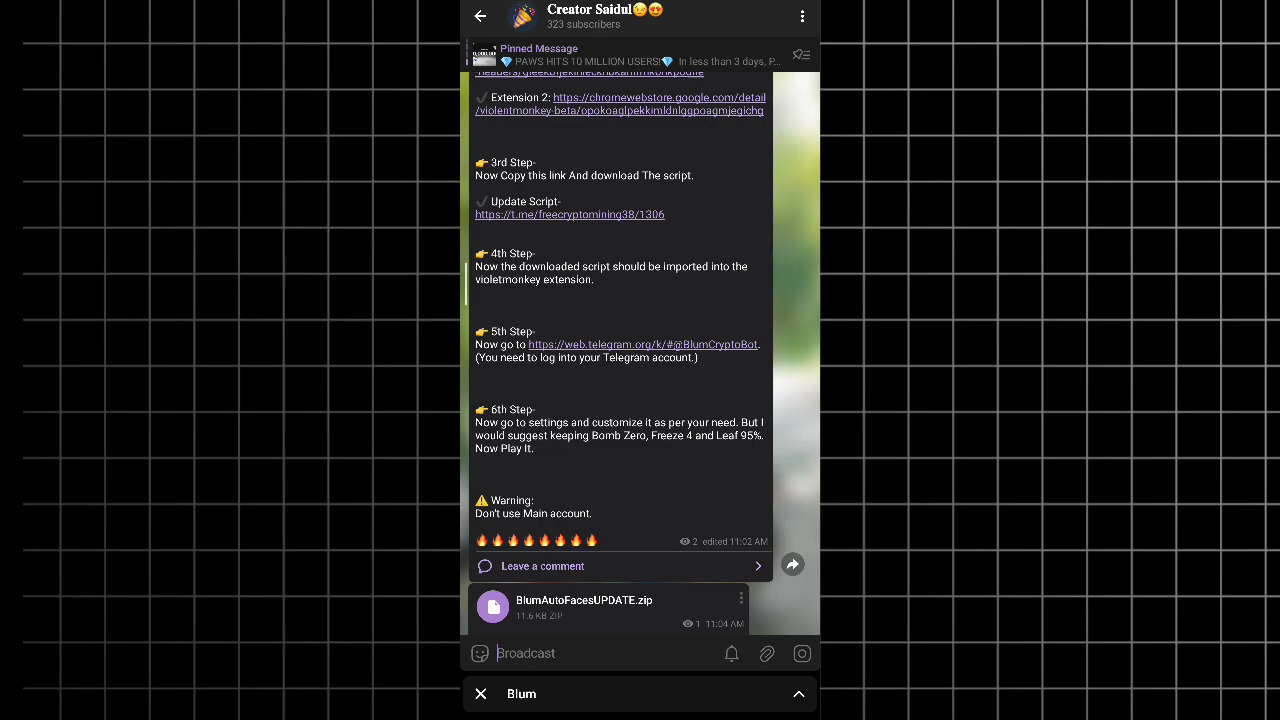 Creator Saidul😉😍
323 subscribers
Pinned Message
💎 PAWS HITS 10 MILLION USERS!💎 In less than 3 days, P...
✔️ Extension 2: https://chromewebstore.google.com/detail
/violentmonkey-beta/opokoaglpekkimldnlggpoagmjegichg
👉 3rd Step-
Now Copy this link And download The script.
✔️ Update Script-
https://t.me/freecryptomining38/1306
👉 4th Step-
Now the downloaded script should be imported into the
violetmonkey extension.
👉 5th Step-
Now go to https://web.telegram.org/k/#@BlumCryptoBot.
(You need to log into your Telegram account.)
👉 6th Step-
Now go to settings and customize it as per your need. But I
would suggest keeping Bomb Zero, Freeze 4 and Leaf 95%.
Now Play It.
⚠️ Warning:
Don't use Main account.
🔥🔥🔥🔥🔥🔥🔥🔥
2 edited 11:02 AM
Leave a comment
BlumAutoFacesUPDATE.zip
11.6 KB ZIP
1 11:04 AM
Broadcast
Blum